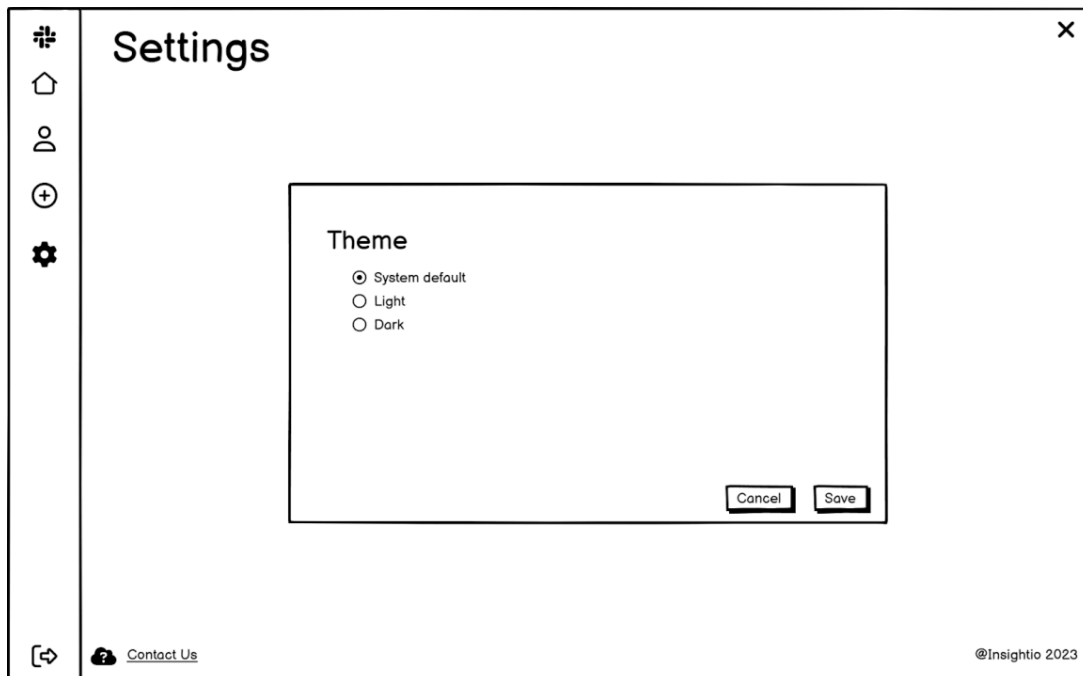 Settings
Theme
System default
Light
Dark
Cancel Save
Contact Us
@Insightio 2023